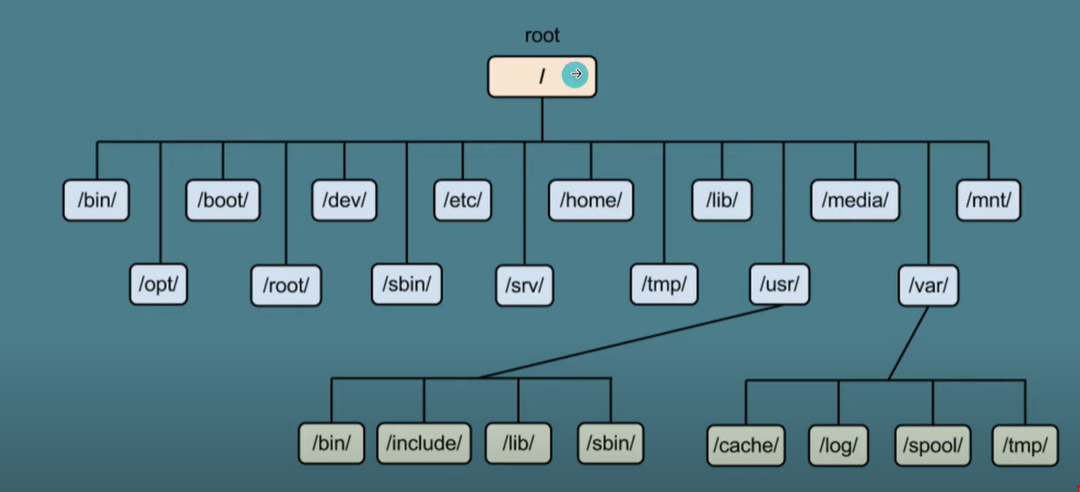 root
/
/bin/
/boot/
/dev/
/etc/
/home/
/lib/
/media/
/mnt/
/opt/
/root/
/sbin/
/srv/
/tmp/
/usr/
/var/
/bin/
/include/
/lib/
/sbin/
/cache/
/log/
/spool/
/tmp/